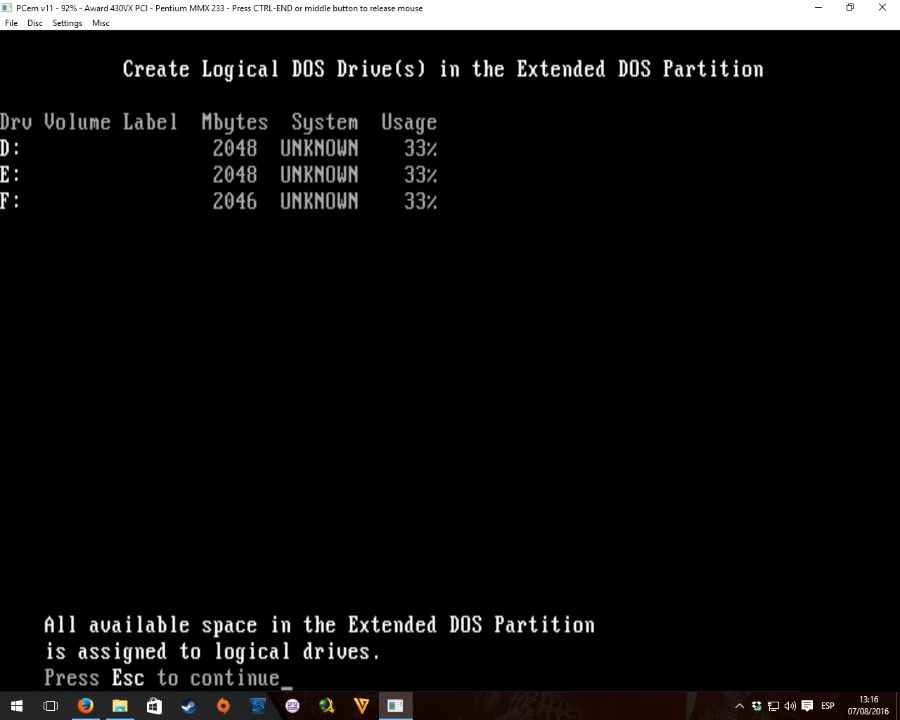 PCem v11 - 92% - Award 430VX PCI - Pentium MMX 233 - Press CTRL-END or middle button to release mouse
File Disc Settings Misc
Create Logical DOS Drive(s) in the Extended DOS Partition
Drv Volume Label Mbytes System Usage
D: 2048 UNKNOWN 33%
E: 2048 UNKNOWN 33%
F: 2046 UNKNOWN 33%
All available space in the Extended DOS Partition
is assigned to logical drives.
Press Esc to continue_
ESP
13:16
07/08/2016